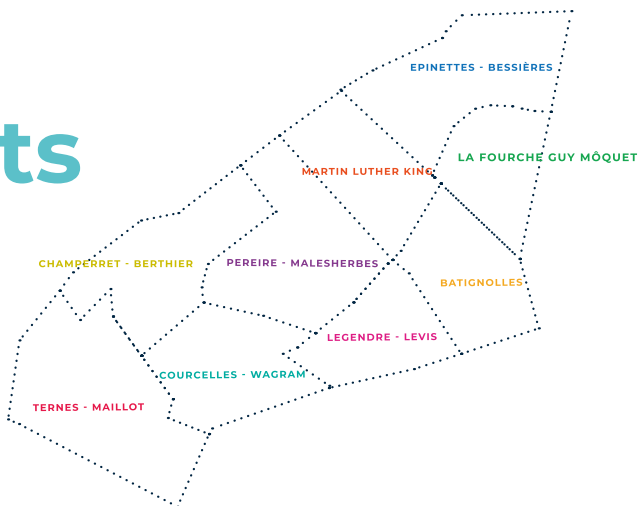 EPINETTES - BESSIÈRES
ts
LA FOURCHE GUY MÔQUET
MARTIN LUTHER KING
CHAMPERRET - BERTHIER
PEREIRE - MALESHERBES
BATIGNOLLES
LEGENDRE - LEVIS
COURCELLES - WAGRAM
TERNES - MAILLOT